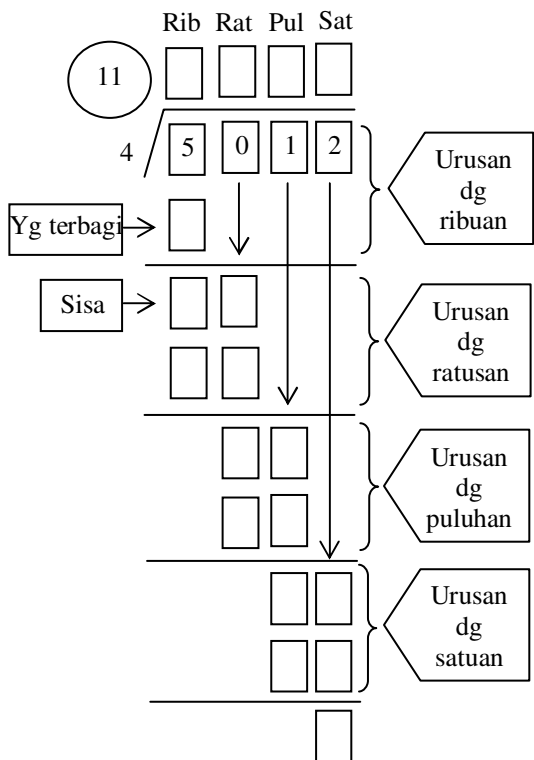 Rib Rat Pul Sat
11
4 5 0 1 2
Urusan
dg
ribuan
Yg terbagi
Sisa
Urusan
dg
ratusan
Urusan
dg
puluhan
Urusan
dg
satuan